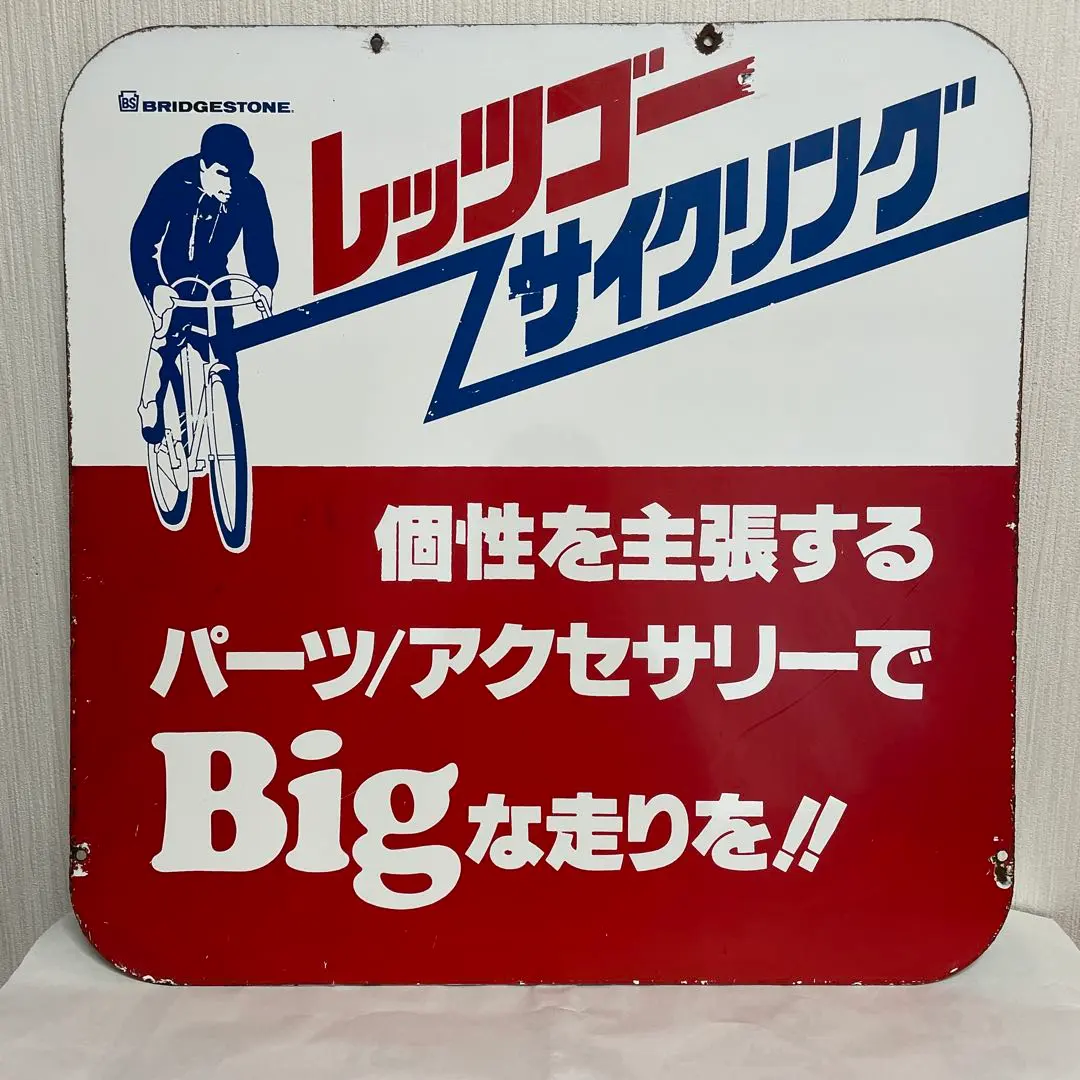 BS BRIDGESTONE
レッツゴー
サイクリング
個性を主張する
パーツ/アクセサリーで
Bigな走りを!!